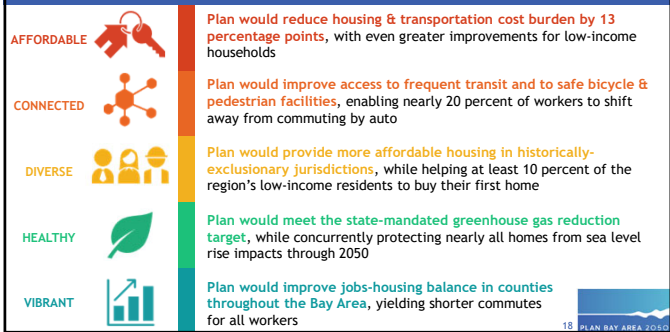 AFFORDABLE
Plan would reduce housing & transportation cost burden by 13
percentage points, with even greater improvements for low-income
households
CONNECTED
Plan would improve access to frequent transit and to safe bicycle &
pedestrian facilities, enabling nearly 20 percent of workers to shift
away from commuting by auto
DIVERSE
Plan would provide more affordable housing in historically-
exclusionary jurisdictions, while helping at least 10 percent of the
region's low-income residents to buy their first home
HEALTHY
Plan would meet the state-mandated greenhouse gas reduction
target, while concurrently protecting nearly all homes from sea level
rise impacts through 2050
VIBRANT
Plan would improve jobs-housing balance in counties
throughout the Bay Area, yielding shorter commutes
for all workers
18
PLAN BAY AREA 2050